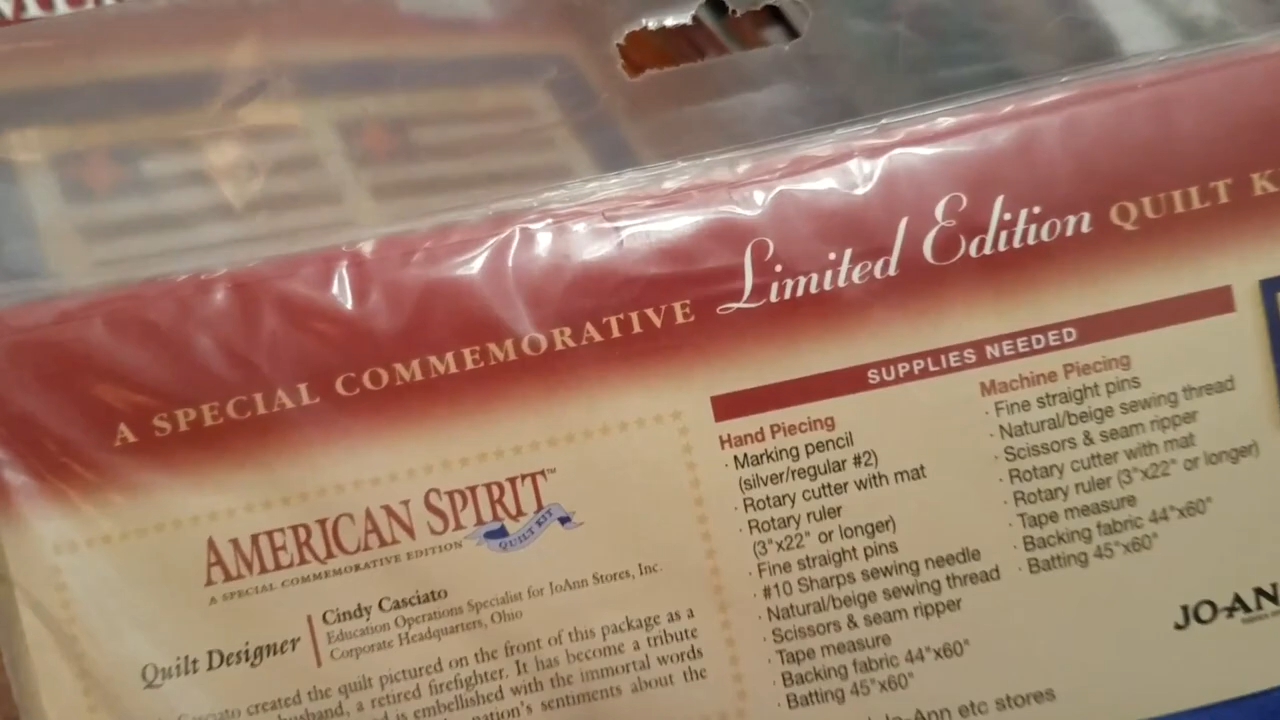 A SPECIAL COMMEMORATIVE Limited Edition QUILT
AMERICAN SPIRIT™
QUILT KIT
A SPECIAL COMMEMORATIVE EDITION
Quilt Designer
Cindy Casciato
Education Operations Specialist for JoAnn Stores, Inc.
Corporate Headquarters, Ohio
created the quilt pictured on the front of this package as a
a retired firefighter. It has become a tribute
is embellished with the immortal words
nation's sentiments about the
SUPPLIES NEEDED
Hand Piecing
· Marking pencil
(silver/regular #2)
· Rotary cutter with mat
· Rotary ruler
(3"x22" or longer)
· Fine straight pins
· #10 Sharps sewing needle
· Natural/beige sewing thread
· Scissors & seam ripper
· Tape measure
· Backing fabric 44"x60"
· Batting 45"x60"
Machine Piecing
· Fine straight pins
· Natural/beige sewing thread
· Scissors & seam ripper
· Rotary cutter with mat
· Rotary ruler (3"x22" or longer)
· Tape measure
· Backing fabric 44"x60"
· Batting 45"x60"
JO-AN
Jo-Ann etc stores